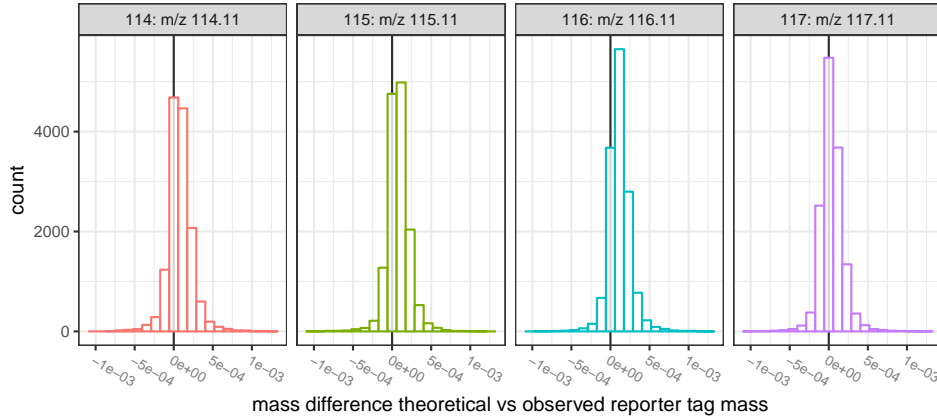 114: m/z 114.11 115: m/z 115.11 116: m/z 116.11 117: m/z 117.11
4000
2000
0
count
−1e−03 −5e−04 0e+00 5e−04 1e−03 −1e−03 −5e−04 0e+00 5e−04 1e−03 −1e−03 −5e−04 0e+00 5e−04 1e−03 −1e−03 −5e−04 0e+00 5e−04 1e−03
mass difference theoretical vs observed reporter tag mass